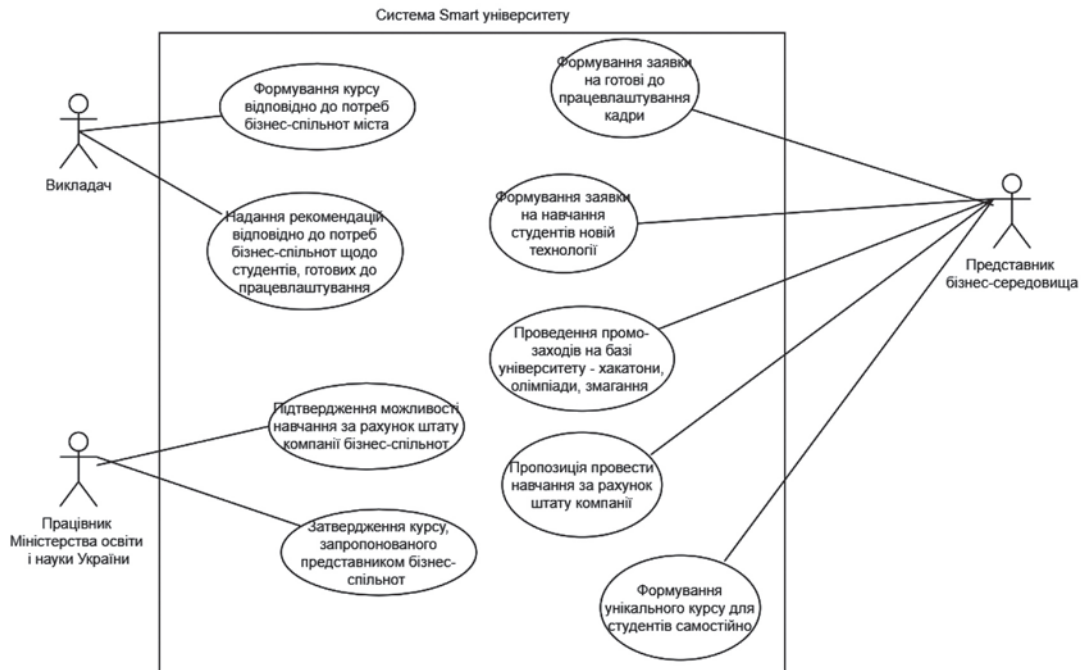 Система Smart університету
Формування курсу
відповідно до потреб
бізнес-спільнот міста
Викладач
Надання рекомендацій
відповідно до потреб
бізнес-спільнот щодо
студентів, готових до
працевлаштування
Підтвердження можливості
навчання за рахунок штату
компанії бізнес-спільнот
Працівник
Міністерства освіти
і науки України
Затвердження курсу,
запропонованого
представником бізнес-
спільнот
Формування заявки
на готові до
працевлаштування
кадри
Формування заявки
на навчання
студентів новій
технології
Проведення промо-
заходів на базі
університету - хакатони,
олімпіади, змагання
Пропозиція провести
навчання за рахунок
штату компанії
Формування
унікального курсу для
студентів самостійно
Представник
бізнес-середовища